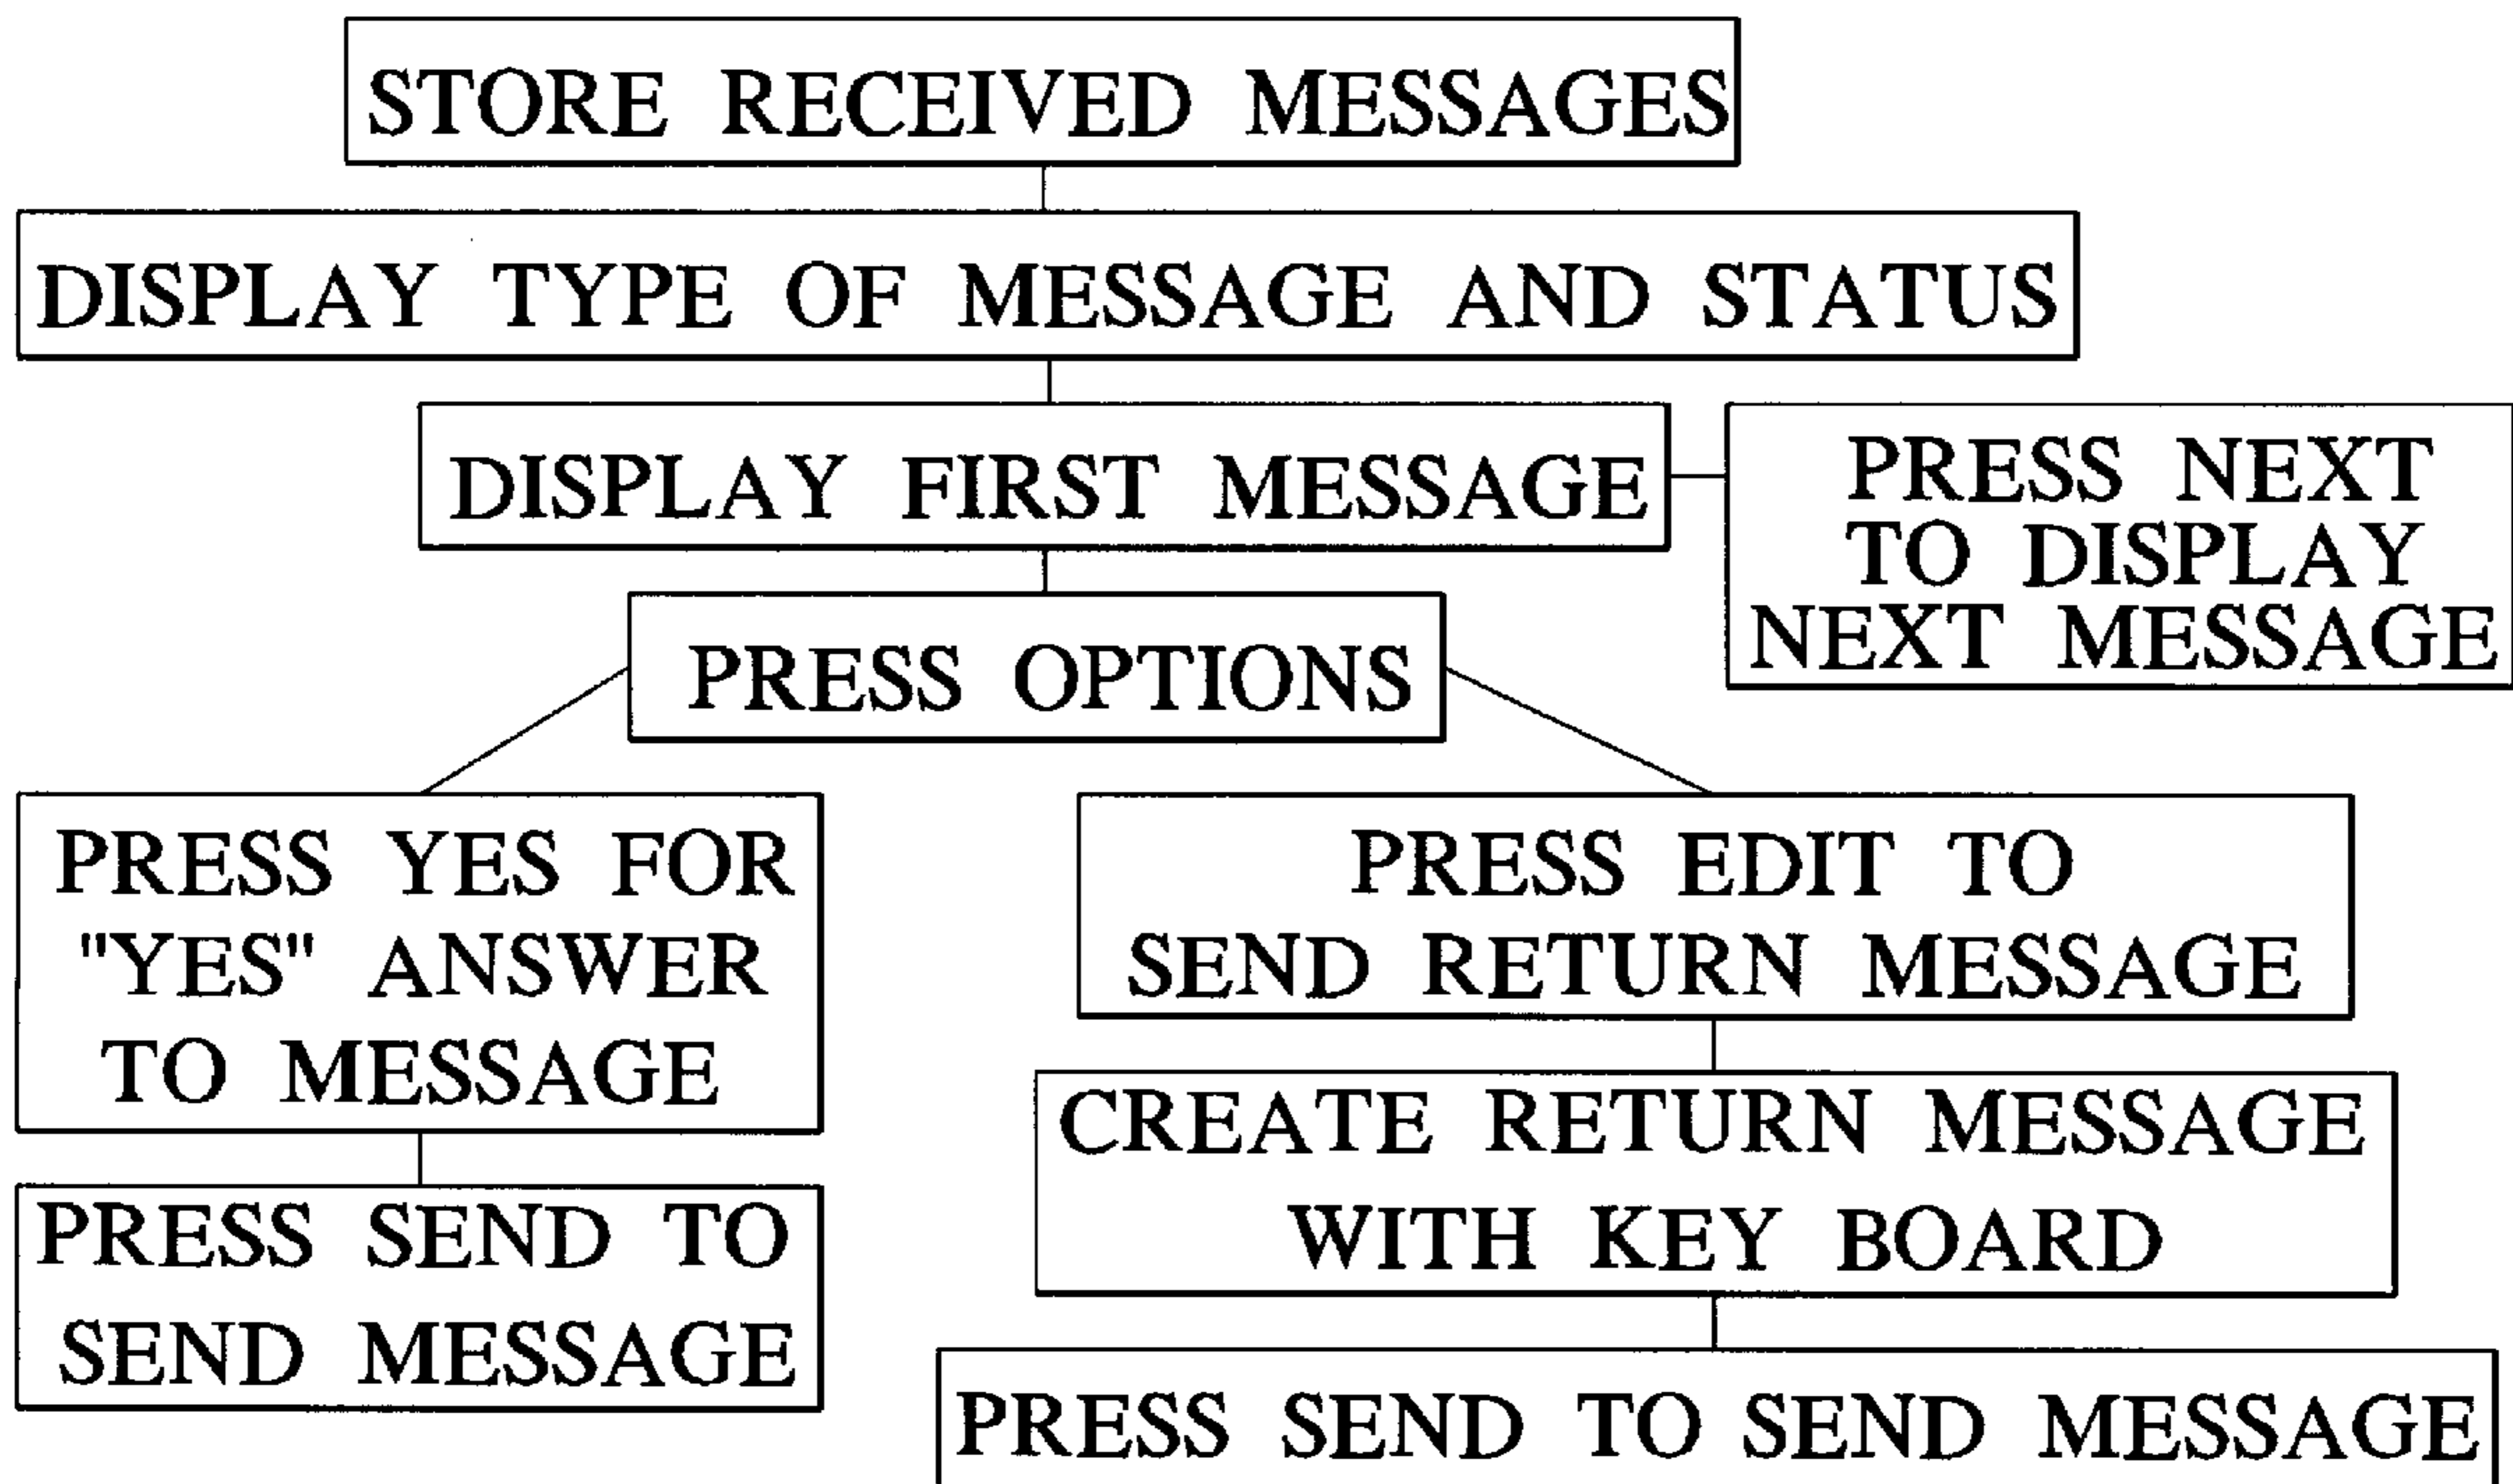 STORE RECEIVED MESSAGES
DISPLAY TYPE OF MESSAGE AND STATUS
DISPLAY FIRST MESSAGE
PRESS NEXT
TO DISPLAY
NEXT MESSAGE
PRESS OPTIONS
PRESS YES FOR
"YES" ANSWER
TO MESSAGE
PRESS SEND TO
SEND MESSAGE
PRESS EDIT TO
SEND RETURN MESSAGE
CREATE RETURN MESSAGE
WITH KEY BOARD
PRESS SEND TO SEND MESSAGE